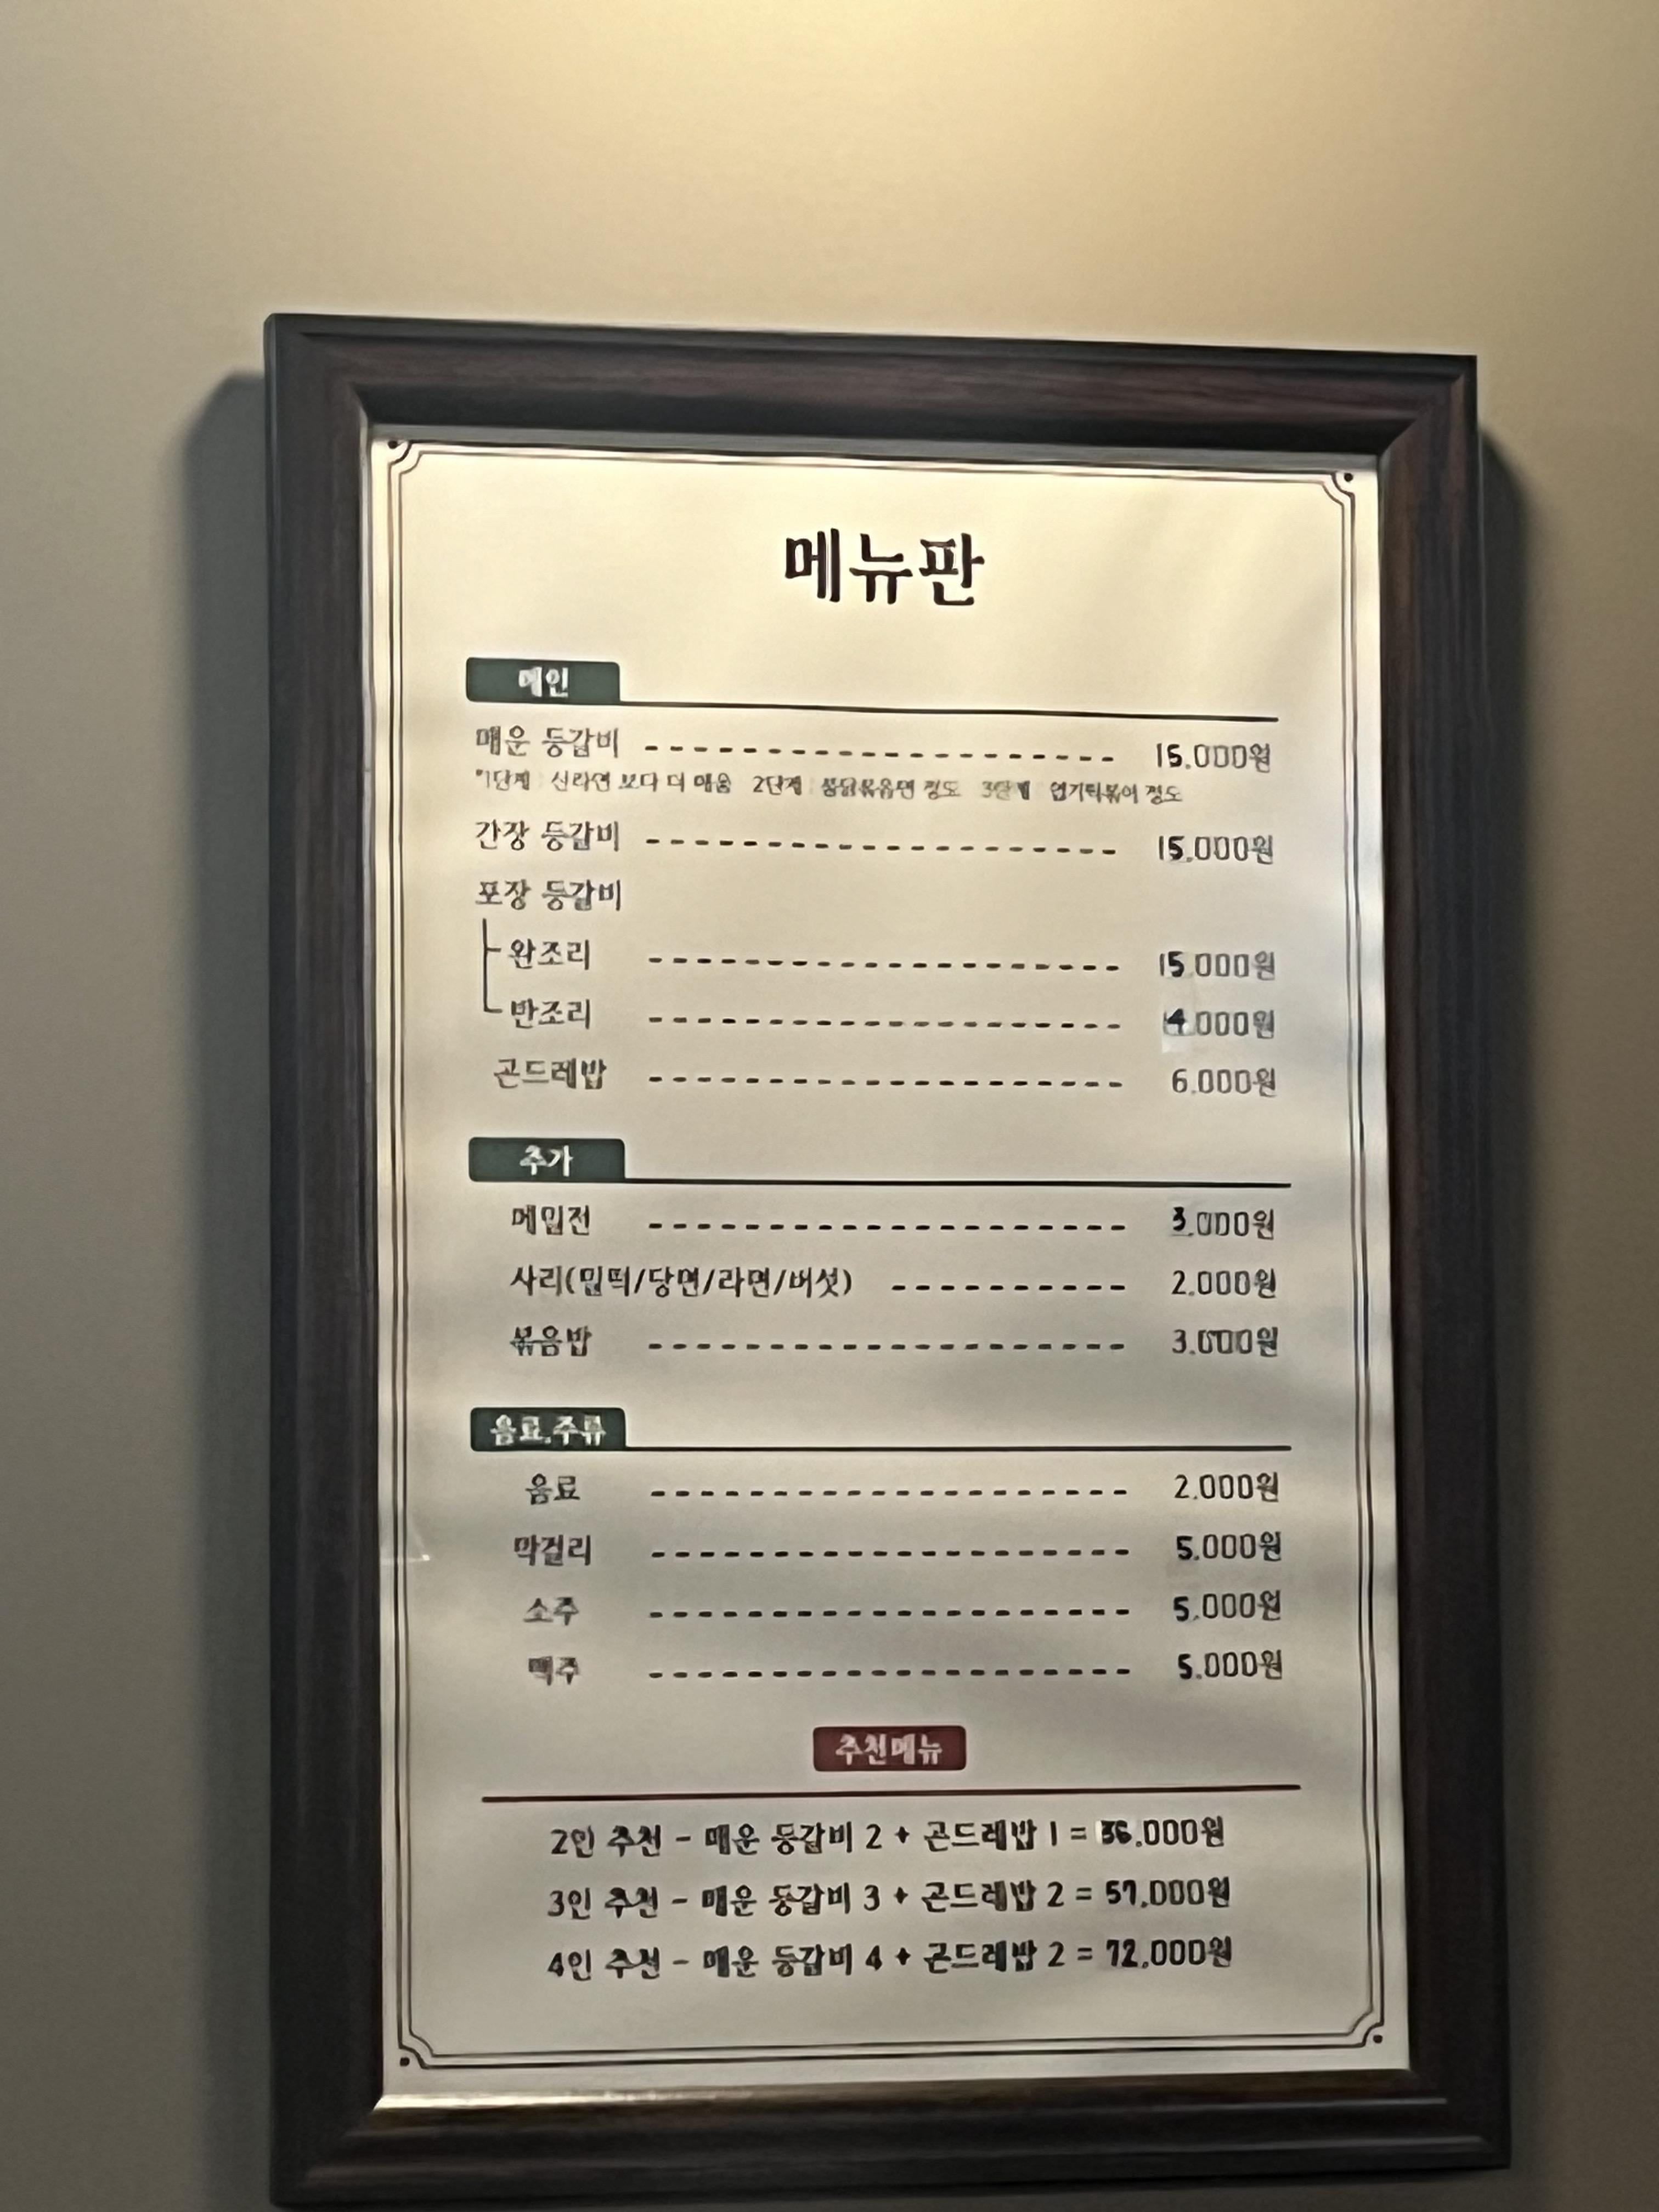 메뉴판
메인
매운 등갈비 15.000원
*1단계 신라면 보다 더 매움 2단계 불닭볶음면 정도 3단계 엽기떡볶이 정도
간장 등갈비 15.000원
포장 등갈비
완조리 15.000원
반조리 14.000원
곤드레밥 6.000원
추가
메밀전 3.000원
사리(밀떡/당면/라면/버섯) 2.000원
볶음밥 3.000원
음료.주류
음료 2.000원
막걸리 5.000원
소주 5.000원
맥주 5.000원
추천메뉴
2인 추천 - 매운 등갈비 2 + 곤드레밥 1 = 36.000원
3인 추천 - 매운 등갈비 3 + 곤드레밥 2 = 57.000원
4인 추천 - 매운 등갈비 4 + 곤드레밥 2 = 72.000원